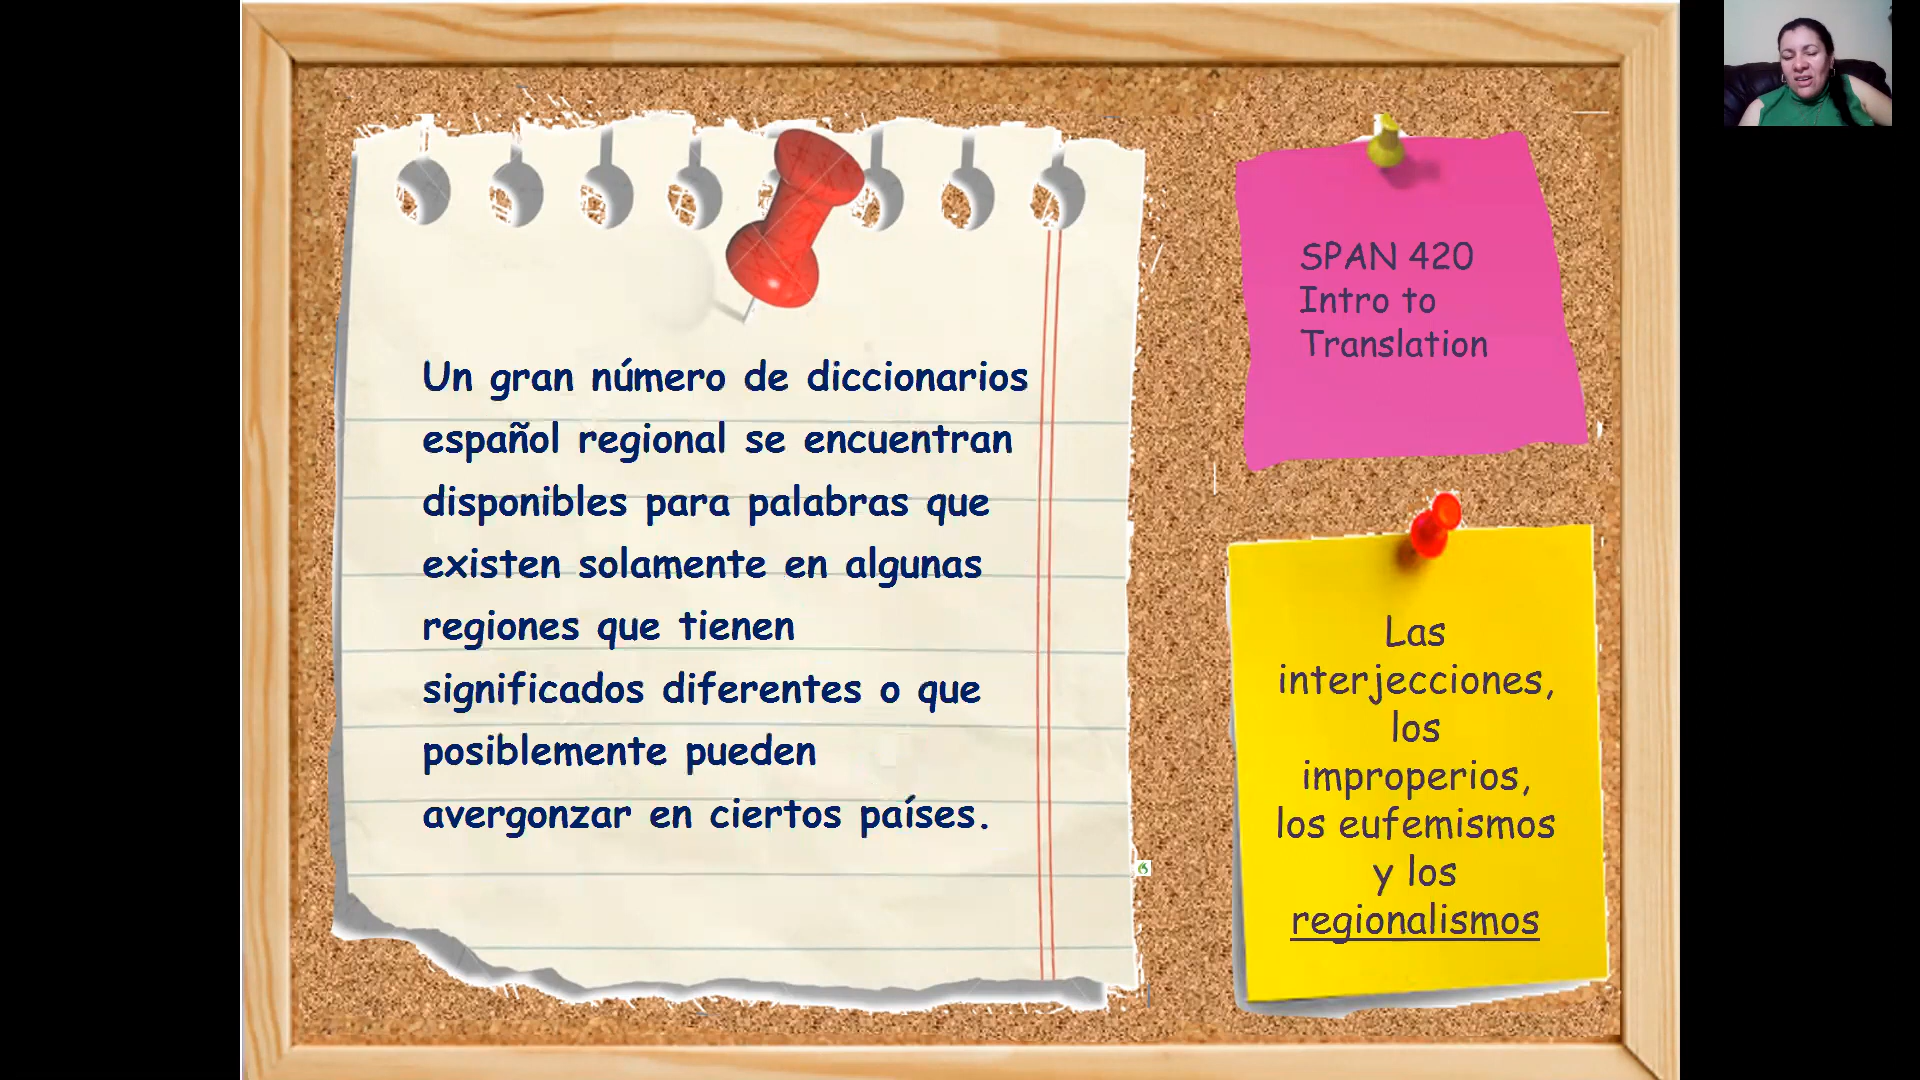 Un gran número de diccionarios
español regional se encuentran
disponibles para palabras que
existen solamente en algunas
regiones que tienen
significados diferentes o que
posiblemente pueden
avergonzar en ciertos países.
SPAN 420
Intro to
Translation
Las
interjecciones,
los
improperios,
los eufemismos
y los
regionalismos